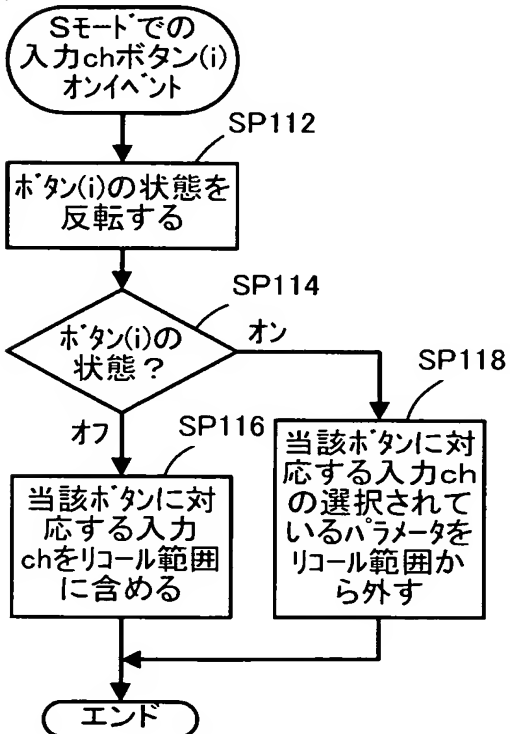 Sモードでの
入力chボタン(i)
オンイベント
SP112
ボタン(i)の状態を
反転する
SP114
ボタン(i)の
状態？
オン
オフ
SP116
当該ボタンに対
応する入力
chをリコール範囲
に含める
SP118
当該ボタンに対
応する入力ch
の選択されて
いるパラメータを
リコール範囲か
ら外す
エンド